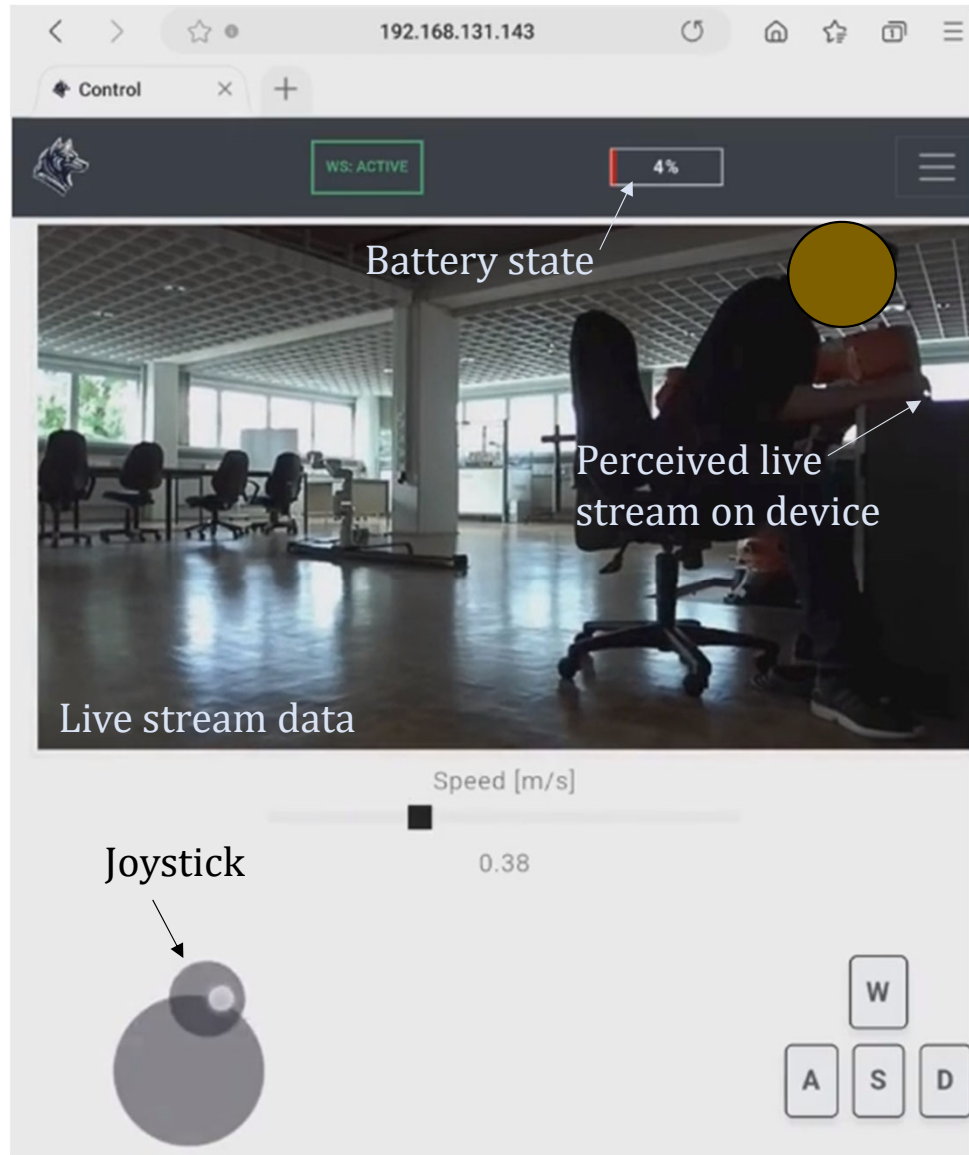 192.168.131.143
1
Control
WS: ACTIVE
4%
Battery state
Perceived live
stream on device
Live stream data
Speed [m/s]
0.38
Joystick
W
A S D